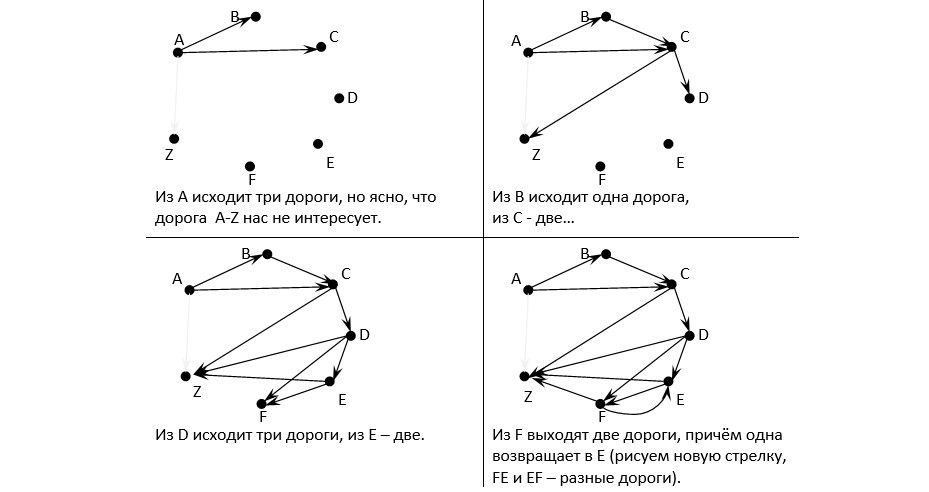 B
A
C
D
E
Z
F
Из A исходит три дороги, но ясно, что
дорога A-Z нас не интересует.
B
A
C
D
E
Z
F
Из B исходит одна дорога,
из C - две...
B
A
C
D
E
Z
F
Из D исходит три дороги, из E – две.
B
A
C
D
E
Z
F
Из F выходят две дороги, причём одна
возвращает в E (рисуем новую стрелку,
FE и EF – разные дороги).